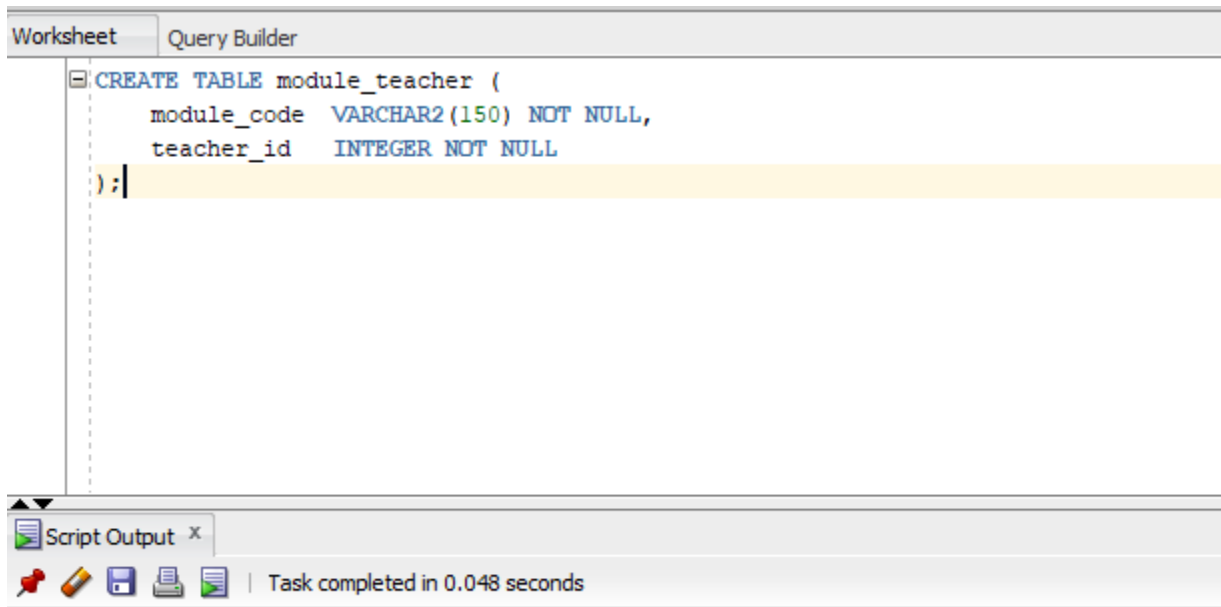 Worksheet Query Builder
CREATE TABLE module_teacher (
module_code VARCHAR2(150) NOT NULL,
teacher_id INTEGER NOT NULL
);
Script Output x
Task completed in 0.048 seconds